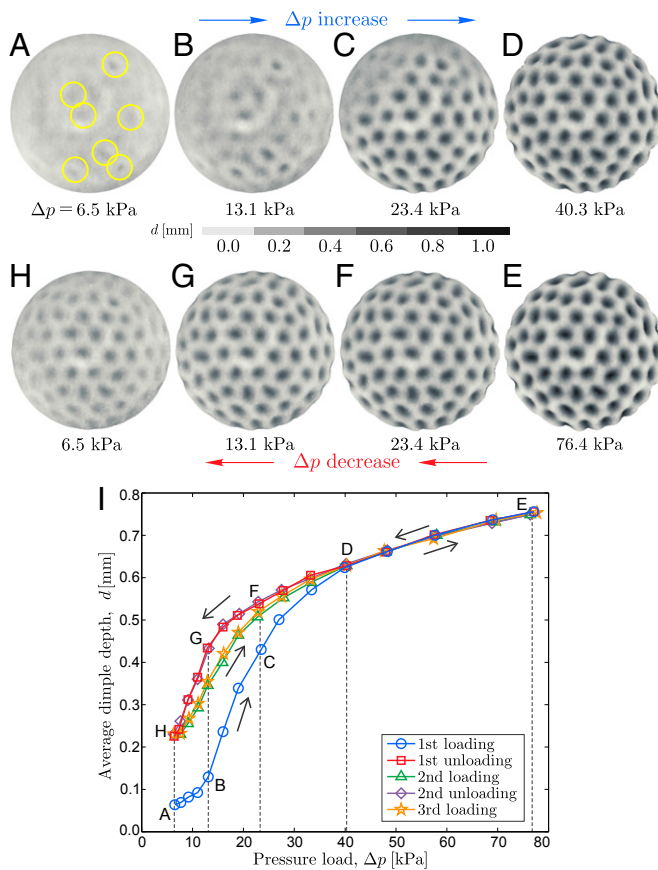 Δp increase
A B C D
Δp = 6.5 kPa 13.1 kPa 23.4 kPa 40.3 kPa
d [mm]
0.0 0.2 0.4 0.6 0.8 1.0
H G F E
6.5 kPa 13.1 kPa 23.4 kPa 76.4 kPa
Δp decrease
I
Average dimple depth, d [mm]
0.8
0.7
0.6
0.5
0.4
0.3
0.2
0.1
0.0
E
D
F
G
C
H
B
A
1st loading
1st unloading
2nd loading
2nd unloading
3rd loading
0 10 20 30 40 50 60 70 80
Pressure load, Δp [kPa]